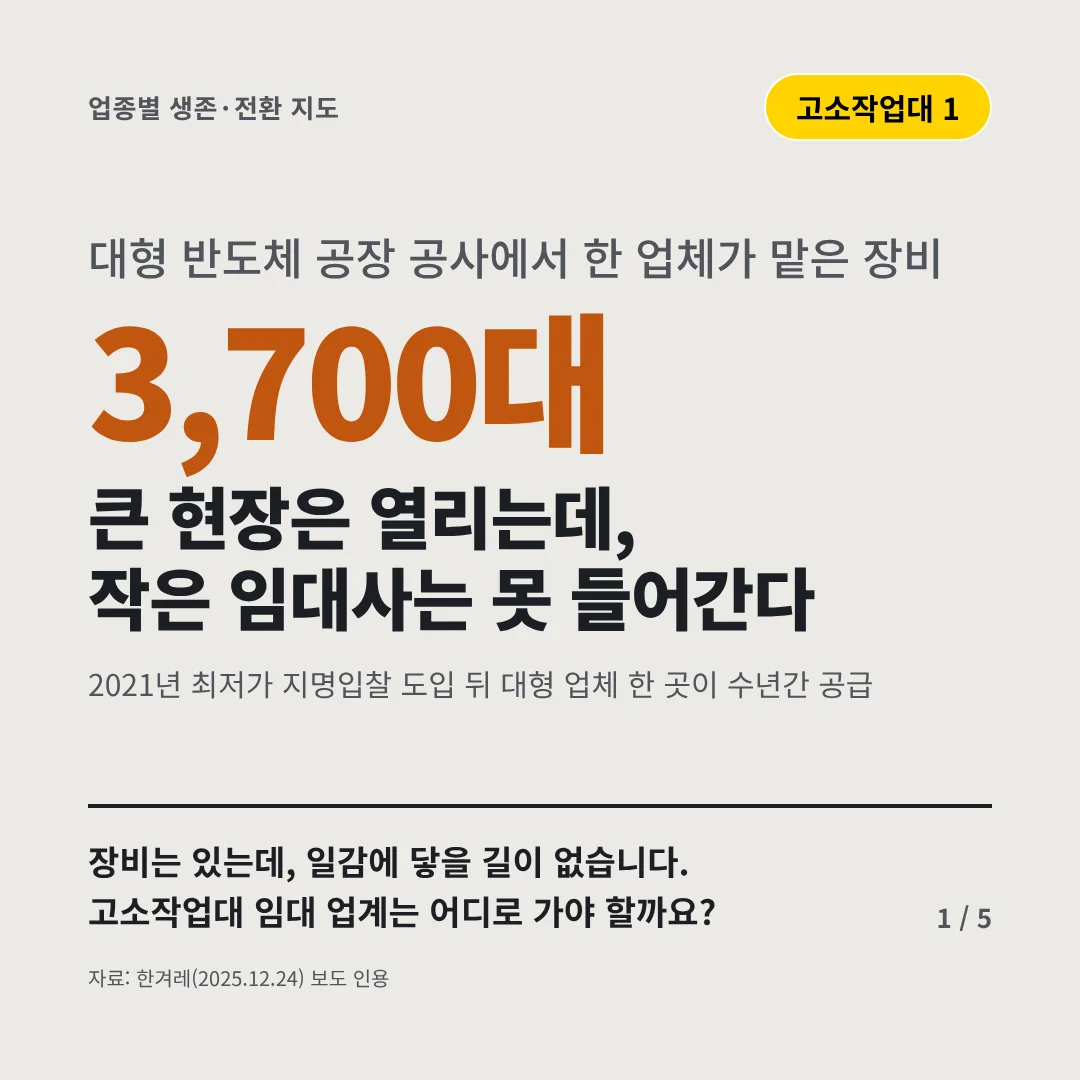 업종별 생존·전환 지도
고소작업대 1
대형 반도체 공장 공사에서 한 업체가 맡은 장비
3,700대
큰 현장은 열리는데,
작은 임대사는 못 들어간다
2021년 최저가 지명입찰 도입 뒤 대형 업체 한 곳이 수년간 공급
장비는 있는데, 일감에 닿을 길이 없습니다.
고소작업대 임대 업계는 어디로 가야 할까요?
1 / 5
자료: 한겨레(2025.12.24) 보도 인용